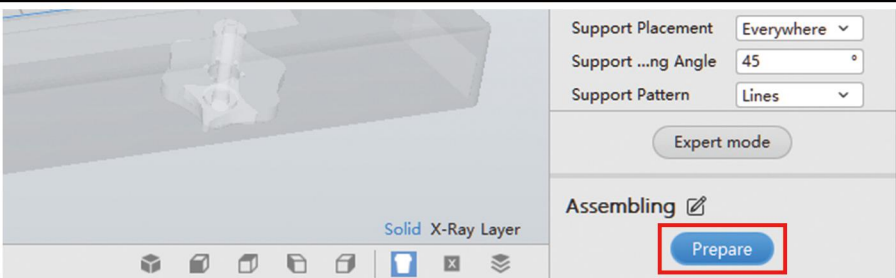 Support Placement Everywhere
Support ...ng Angle 45 °
Support Pattern Lines
Expert mode
Assembling
Solid X-Ray Layer
Prepare
X